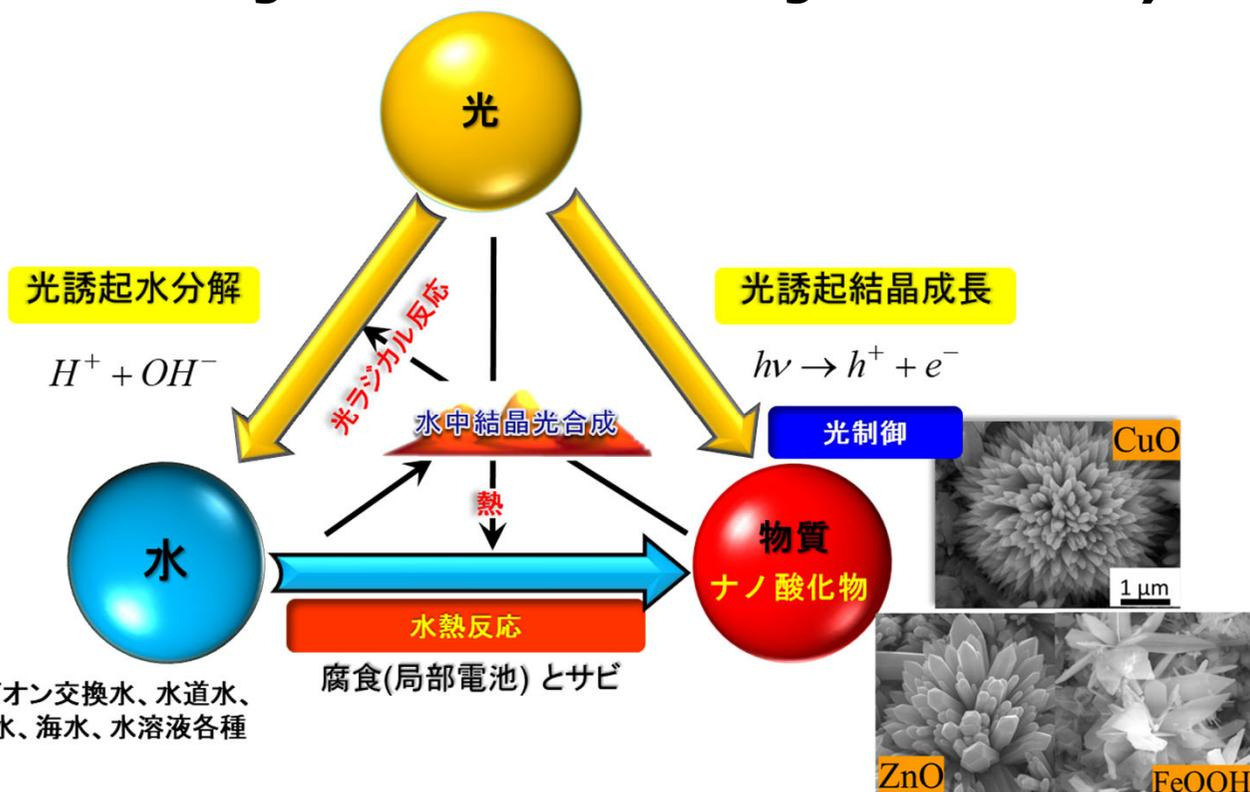 光
光誘起水分解
H⁺ + OH⁻
光ラジカル反応
光誘起結晶成長
hν → h⁺ + e⁻
水中結晶光合成
光制御
CuO
1 μm
熱
水
物質
ナノ酸化物
水熱反応
腐食(局部電池) とサビ
オン交換水、水道水、
水、海水、水溶液各種
ZnO
FeOOH